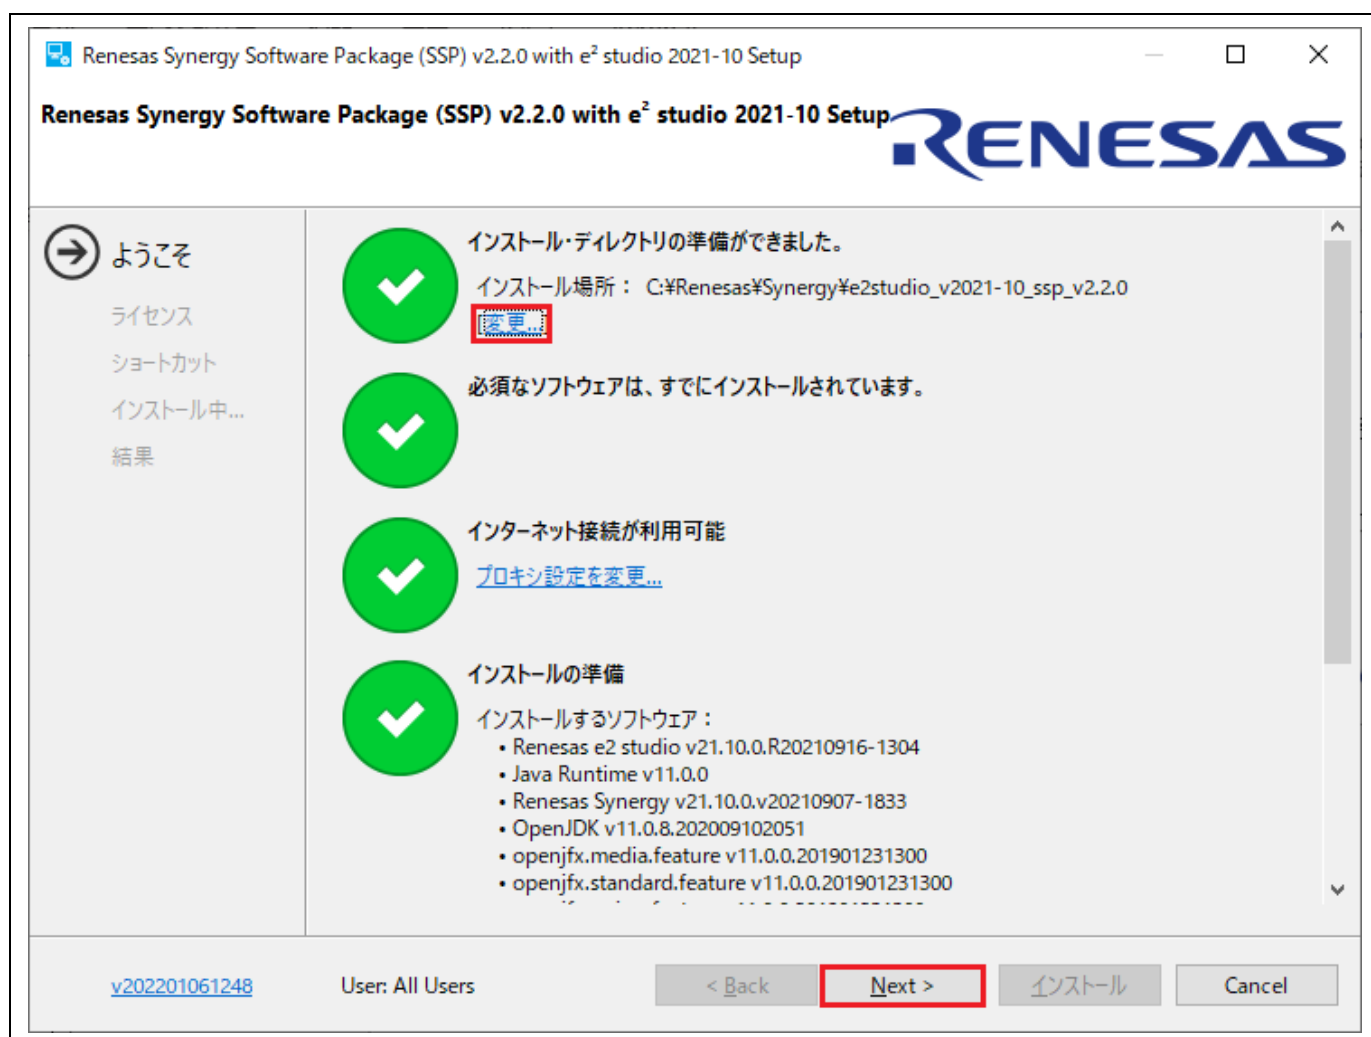 Renesas Synergy Software Package (SSP) v2.2.0 with e² studio 2021-10 Setup
Renesas Synergy Software Package (SSP) v2.2.0 with e² studio 2021-10 Setup
RENESAS
ようこそ
ライセンス
ショートカット
インストール中...
結果
インストール・ディレクトリの準備ができました。
インストール場所： C:¥Renesas¥Synergy¥e2studio_v2021-10_ssp_v2.2.0
変更...
必須なソフトウェアは、すでにインストールされています。
インターネット接続が利用可能
プロキシ設定を変更...
インストールの準備
インストールするソフトウェア：
• Renesas e2 studio v21.10.0.R20210916-1304
• Java Runtime v11.0.0
• Renesas Synergy v21.10.0.v20210907-1833
• OpenJDK v11.0.8.202009102051
• openjfx.media.feature v11.0.0.201901231300
• openjfx.standard.feature v11.0.0.201901231300
v202201061248
User: All Users
< Back
Next >
インストール
Cancel